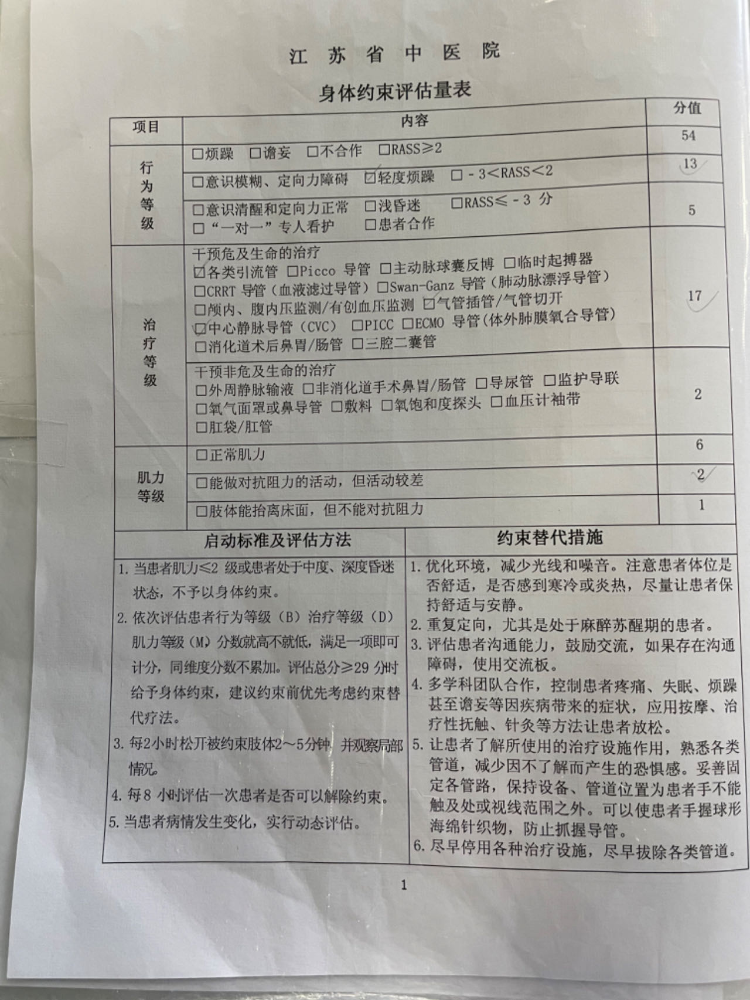 江苏省中医院
身体约束评估量表
项目 内容 分值
行为等级
□烦躁 □谵妄 □不合作 □RASS≥2 54
□意识模糊、定向力障碍 ☑轻度烦躁 □-3＜RASS＜2 13✓
□意识清醒和定向力正常 □浅昏迷 □RASS≤-3 分 5
□“一对一”专人看护 □患者合作
治疗等级
干预危及生命的治疗
☑各类引流管 □Picco 导管 □主动脉球囊反博 □临时起搏器
□CRRT 导管（血液滤过导管）□Swan-Ganz 导管（肺动脉漂浮导管）
□颅内、腹内压监测/有创血压监测 ☑气管插管/气管切开 17✓
☑中心静脉导管（CVC） □PICC □ECMO 导管(体外肺膜氧合导管)
□消化道术后鼻胃/肠管 □三腔二囊管
干预非危及生命的治疗
□外周静脉输液 □非消化道手术鼻胃/肠管 □导尿管 □监护导联
□氧气面罩或鼻导管 □敷料 □氧饱和度探头 □血压计袖带 2
□肛袋/肛管
肌力等级
□正常肌力 6
□能做对抗阻力的活动，但活动较差 2✓
□肢体能抬离床面，但不能对抗阻力 1
启动标准及评估方法
1. 当患者肌力≤2 级或患者处于中度、深度昏迷
状态，不予以身体约束。
2. 依次评估患者行为等级（B）治疗等级（D）
肌力等级（M）分数就高不就低，满足一项即可
计分，同维度分数不累加。评估总分≥29 分时
给予身体约束，建议约束前优先考虑约束替
代疗法。
3. 每2小时松开被约束肢体2～5分钟，并观察局部
情况。
4. 每8 小时评估一次患者是否可以解除约束。
5. 当患者病情发生变化，实行动态评估。
约束替代措施
1. 优化环境，减少光线和噪音。注意患者体位是
否舒适，是否感到寒冷或炎热，尽量让患者保
持舒适与安静。
2. 重复定向，尤其是处于麻醉苏醒期的患者。
3. 评估患者沟通能力，鼓励交流，如果存在沟通
障碍，使用交流板。
4. 多学科团队合作，控制患者疼痛、失眠、烦躁
甚至谵妄等因疾病带来的症状，应用按摩、治
疗性抚触、针灸等方法让患者放松。
5. 让患者了解所使用的治疗设施作用，熟悉各类
管道，减少因不了解而产生的恐惧感。妥善固
定各管路，保持设备、管道位置为患者手不能
触及处或视线范围之外。可以使患者手握球形
海绵针织物，防止抓握导管。
6. 尽早停用各种治疗设施，尽早拔除各类管道。
1